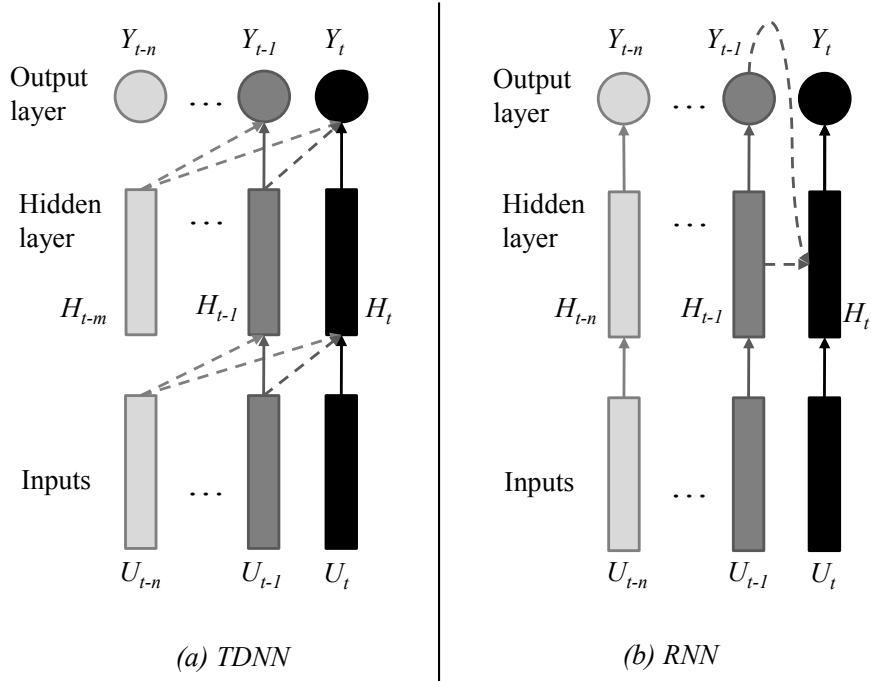 Y_{t-n} Y_{t-1} Y_t
Output
layer
...
Hidden
layer
...
H_{t-m} H_{t-1} H_t
Inputs
...
U_{t-n} U_{t-1} U_t
(a) TDNN
Y_{t-n} Y_{t-1} Y_t
Output
layer
...
Hidden
layer
...
H_{t-n} H_{t-1} H_t
Inputs
...
U_{t-n} U_{t-1} U_t
(b) RNN